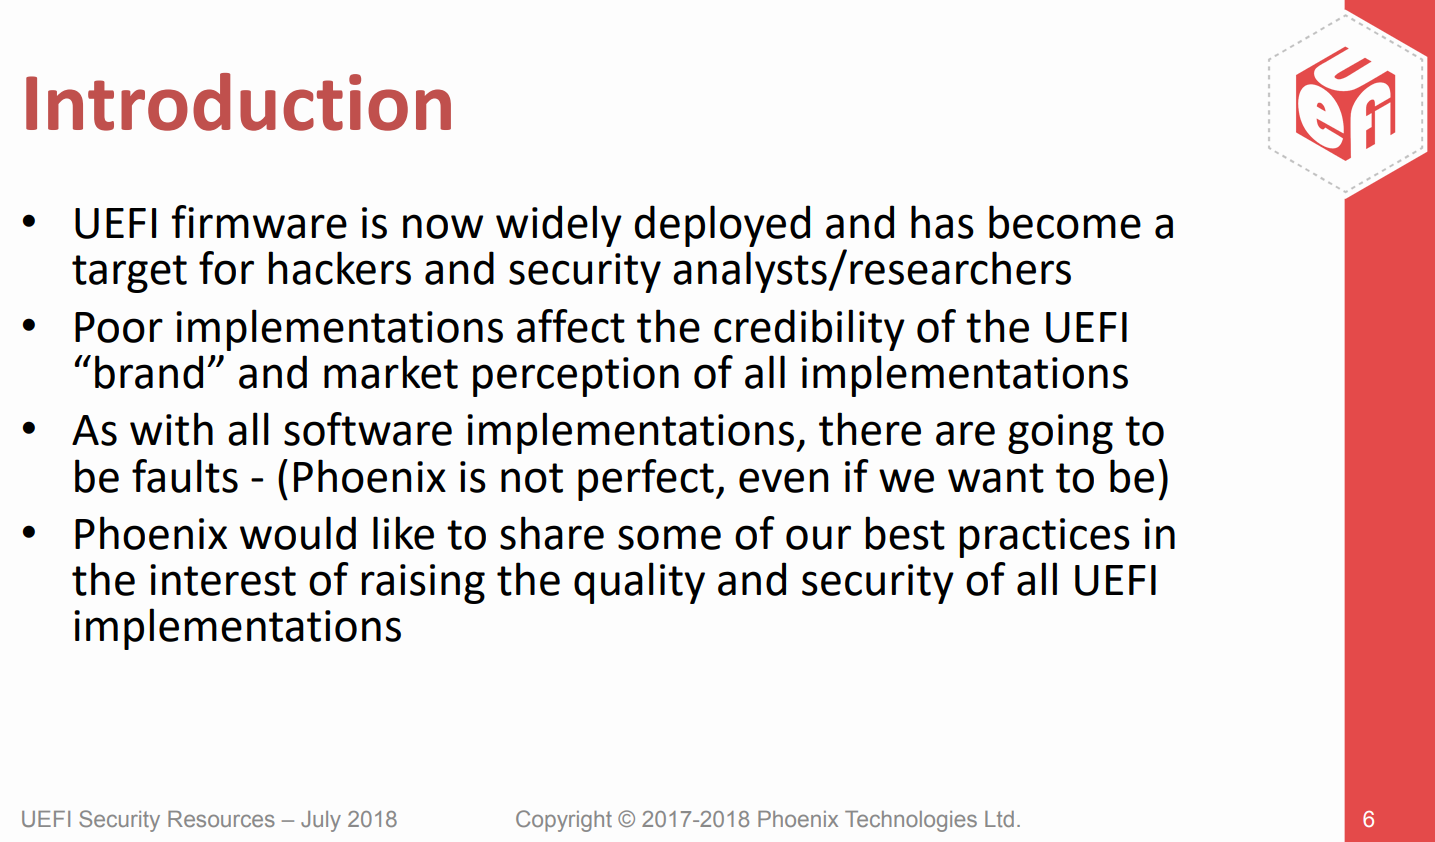 Introduction
UEFI
• UEFI firmware is now widely deployed and has become a
target for hackers and security analysts/researchers
• Poor implementations affect the credibility of the UEFI
“brand” and market perception of all implementations
• As with all software implementations, there are going to
be faults - (Phoenix is not perfect, even if we want to be)
• Phoenix would like to share some of our best practices in
the interest of raising the quality and security of all UEFI
implementations
UEFI Security Resources – July 2018
Copyright © 2017-2018 Phoenix Technologies Ltd.
6